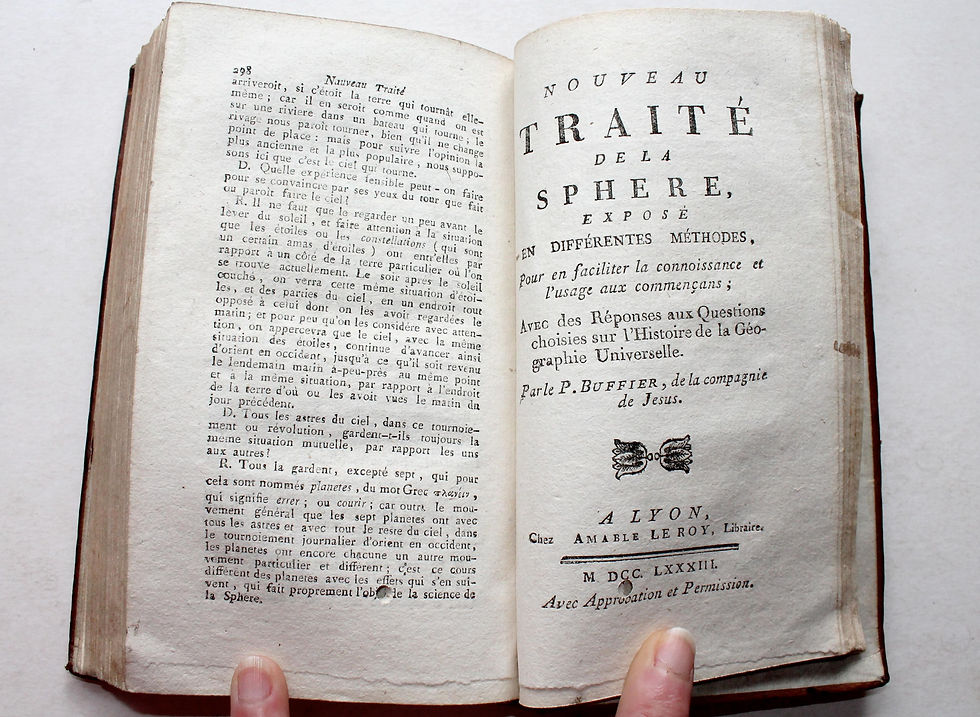 298 Nauveau Traité
arriveroit, si c'étoit la terre qui tournât elle-
même; car il en seroit comme quand on est
sur une riviere dans un bateau qui tourne; le
rivage nous paroît tourner, bien qu'il ne change
point de place: mais pour suivre l'opinion la
plus ancienne et la plus populaire, nous suppo-
sons ici que c'est le ciel qui tourne.
D. Quelle expérience sensible peut-on faire
pour se convaincre par ses yeux du tour que fait
ou paroît faire le ciel?
R. Il ne faut que le regarder un peu avant le
lever du soleil, et faire attention à la situation
que les étoiles ou les constellations (qui sont
un certain amas d'étoiles) ont entr'elles par
rapport à un côté de la terre particulier où l'on
se trouve actuellement. Le soir après le soleil
couché, on verra cette même situation d'étoi-
les, et des parties du ciel, en un endroit tout
opposé à celui dont on les avoit regardées le
matin; et pour peu qu'on les considére avec atten-
tion, on appercevra que le ciel, avec la même
situation des étoiles, continue d'avancer ainsi
d'orient en occident, jusqu'à ce qu'il soit revenu
le lendemain matin à-peu-près au même point
et à la même situation, par rapport à l'endroit
de la terre d'où on les avoit vues le matin du
jour précédent.
D. Tous les astres du ciel, dans ce tournoie-
ment ou révolution, gardent-t-ils toujours la
même situation mutuelle, par rapport les uns
aux autres?
R. Tous la gardent, excepté sept, qui pour
cela sont nommés planetes, du mot Grec
qui signifie errer; ou courir; car outre le mou-
vement général que les sept planetes ont avec
tous les astres et avec tout le reste du ciel, dans
le tournoiement journalier d'orient en occident,
les planetes ont encore chacune un autre mou-
vement particulier et différent; c'est ce cours
différent des planetes avec les effets qui s'en sui-
vent, qui fait proprement de la science de
la Sphere.
NOUVEAU
TRAITÉ
DE LA
SPHERE,
EXPOSÉ
EN DIFFÉRENTES MÉTHODES,
Pour en faciliter la connoissance et
l'usage aux commençans;
Avec des Réponses aux Questions
choisies sur l'Histoire de la Géo-
graphie Universelle.
Par le P. BUFFIER, de la compagnie
de Jesus.
A LYON,
Chez AMABLE LE ROY, Libraire.
M DCC. LXXXIII.
Avec Approbation et Permission.